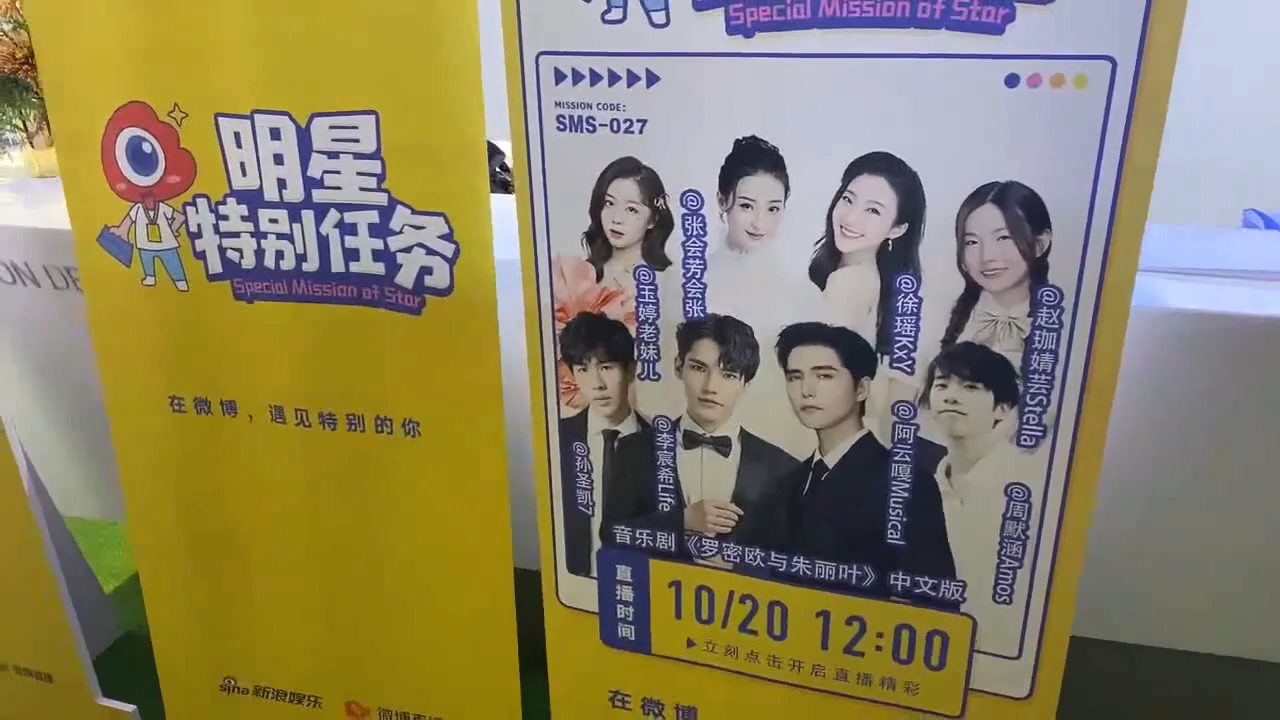 明星
特别任务
Special Mission of Star
在微博，遇见特别的你
sina新浪娱乐
Special Mission of Star
MISSION CODE:
SMS-027
@玉婷老妹儿
@张会芳会张
@徐瑶KxY
@赵珈婧芸Stella
@孙圣凯7
@李宸希Life
@阿云嘎Musical
@周默涵Amos
音乐剧《罗密欧与朱丽叶》中文版
直播时间
10/20 12:00
▶立刻点击开启直播精彩
在微博